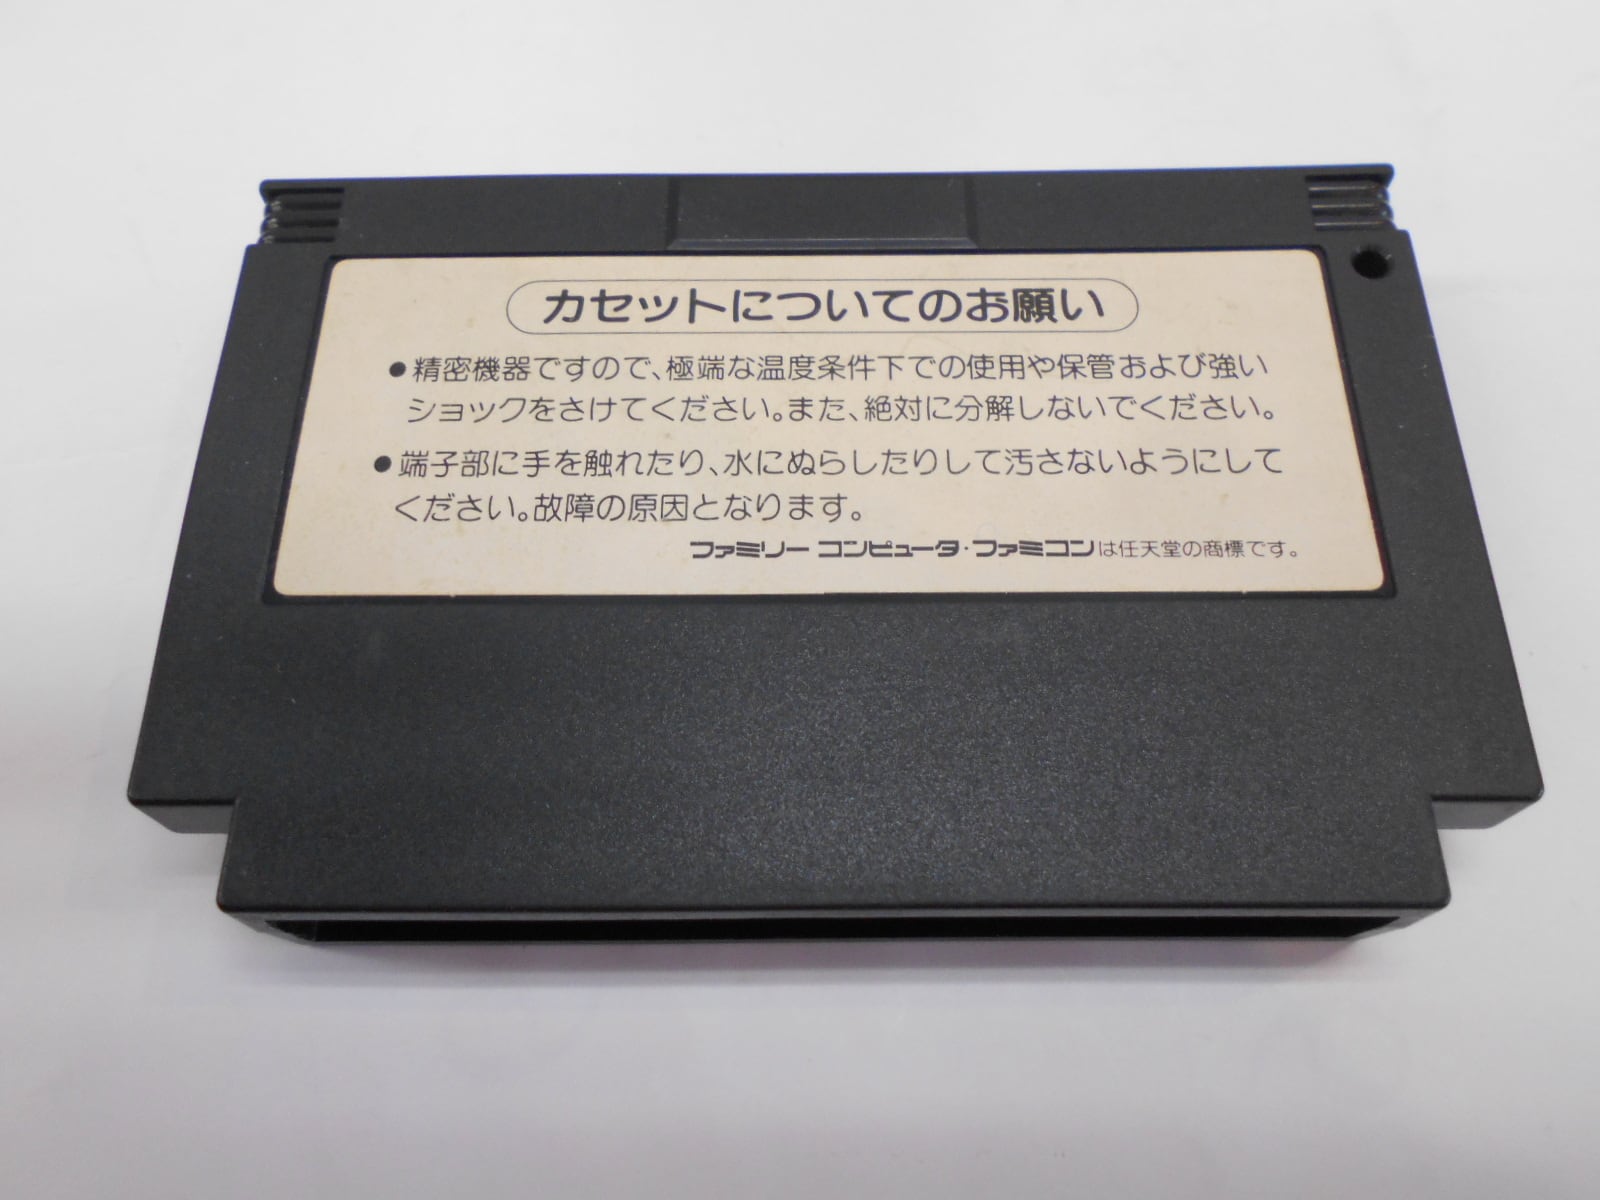 カセットについてのお願い
●精密機器ですので、極端な温度条件下での使用や保管および強い
ショックをさけてください。また、絶対に分解しないでください。
●端子部に手を触れたり、水にぬらしたりして汚さないようにして
ください。故障の原因となります。
ファミリー コンピュータ・ファミコンは任天堂の商標です。